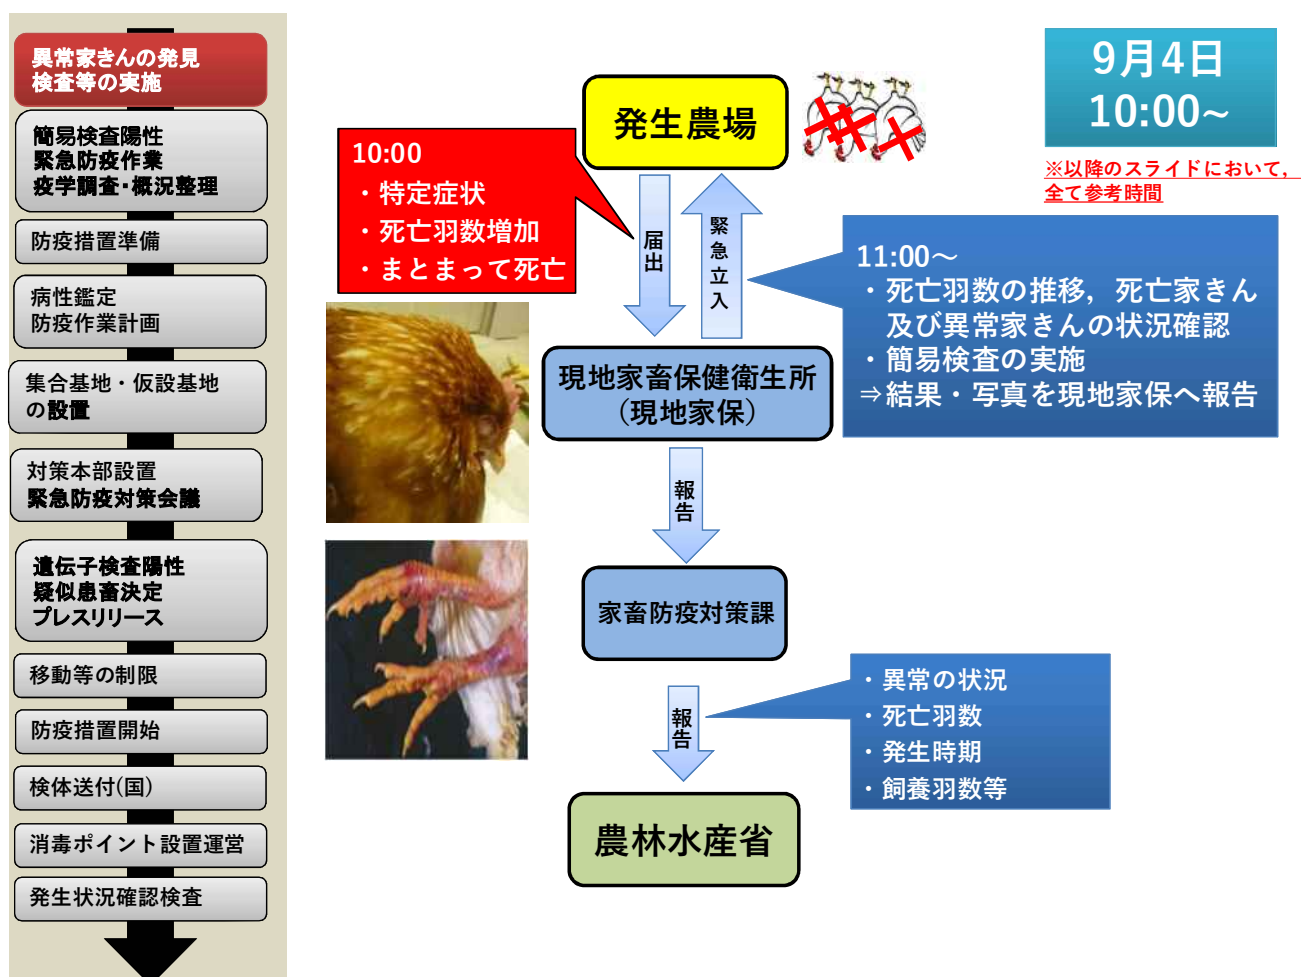 異常家きんの発見
検査等の実施
簡易検査陽性
緊急防疫作業
疫学調査・概況整理
防疫措置準備
病性鑑定
防疫作業計画
集合基地・仮設基地
の設置
対策本部設置
緊急防疫対策会議
遺伝子検査陽性
疑似患畜決定
プレスリリース
移動等の制限
防疫措置開始
検体送付(国)
消毒ポイント設置運営
発生状況確認検査
9月4日
10:00~
※以降のスライドにおいて,
全て参考時間
発生農場
10:00
・特定症状
・死亡羽数増加
・まとまって死亡
届出
緊急立入
11:00～
・死亡羽数の推移，死亡家きん
及び異常家きんの状況確認
・簡易検査の実施
⇒結果・写真を現地家保へ報告
現地家畜保健衛生所
(現地家保)
報告
家畜防疫対策課
報告
・異常の状況
・死亡羽数
・発生時期
・飼養羽数等
農林水産省